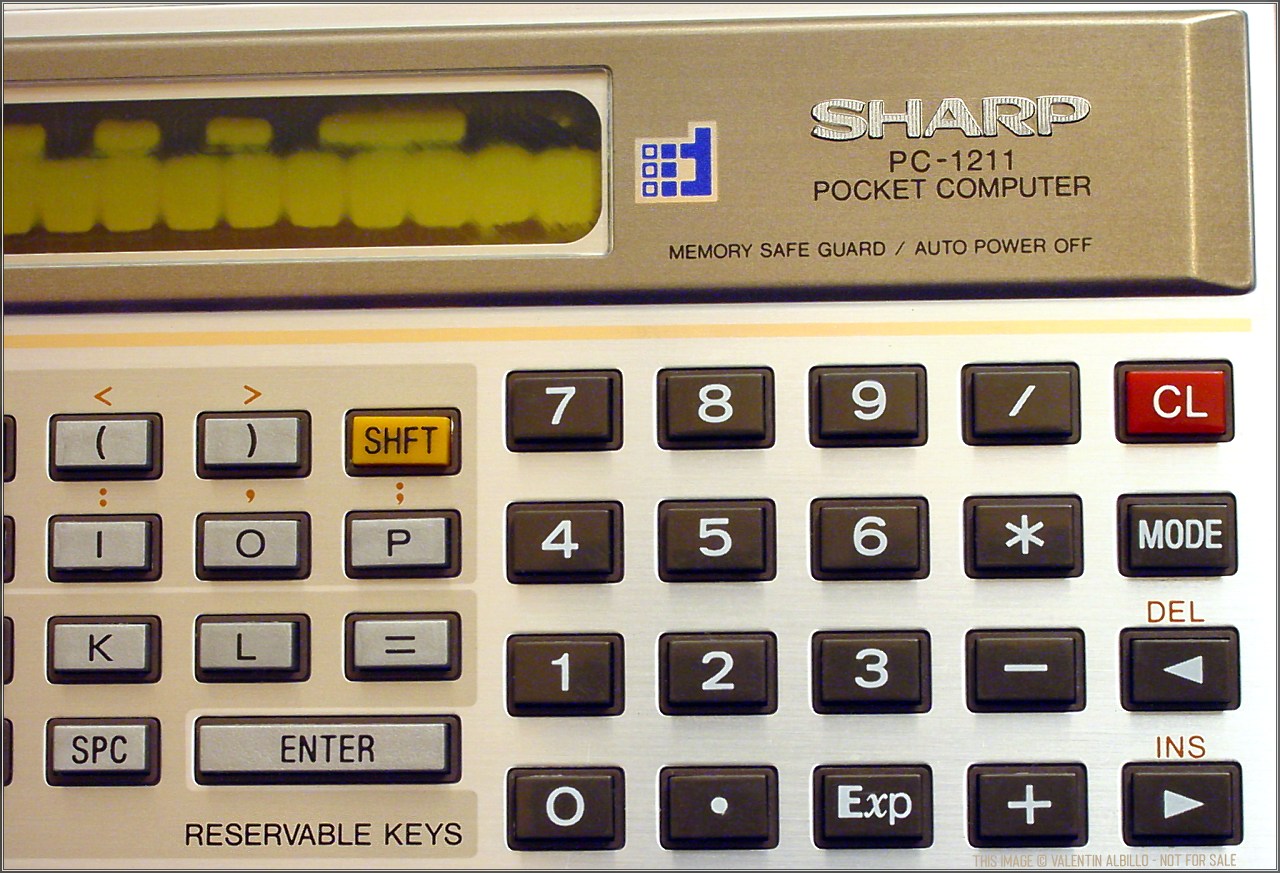 SHARP
PC-1211
POCKET COMPUTER
MEMORY SAFE GUARD / AUTO POWER OFF
< >
( ) SHFT 7 8 9 / CL
: , ;
I O P 4 5 6 * MODE
DEL
K L = 1 2 3 − ◀
INS
SPC ENTER 0 . Exp + ▶
RESERVABLE KEYS
THIS IMAGE © VALENTIN ALBILLO - NOT FOR SALE